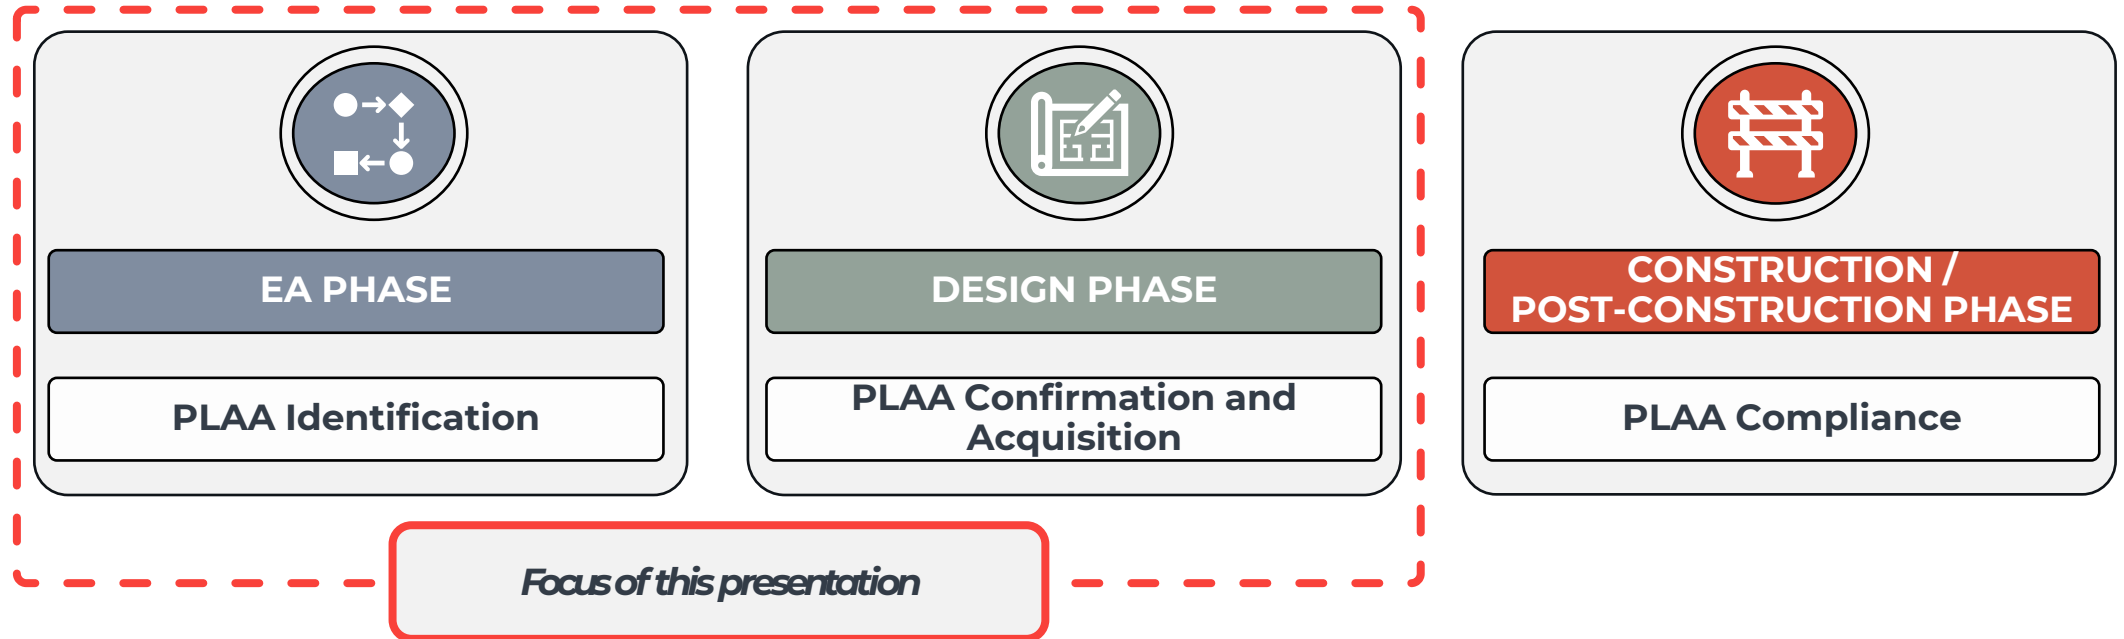 EA PHASE
PLAA Identification
DESIGN PHASE
PLAA Confirmation and
Acquisition
CONSTRUCTION /
POST-CONSTRUCTION PHASE
PLAA Compliance
Focus of this presentation